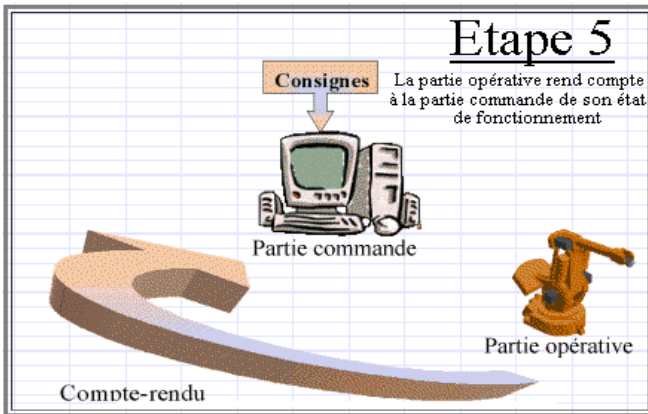 Etape 5
Consignes
La partie opérative rend compte
à la partie commande de son état
de fonctionnement
Partie commande
Partie opérative
Compte-rendu